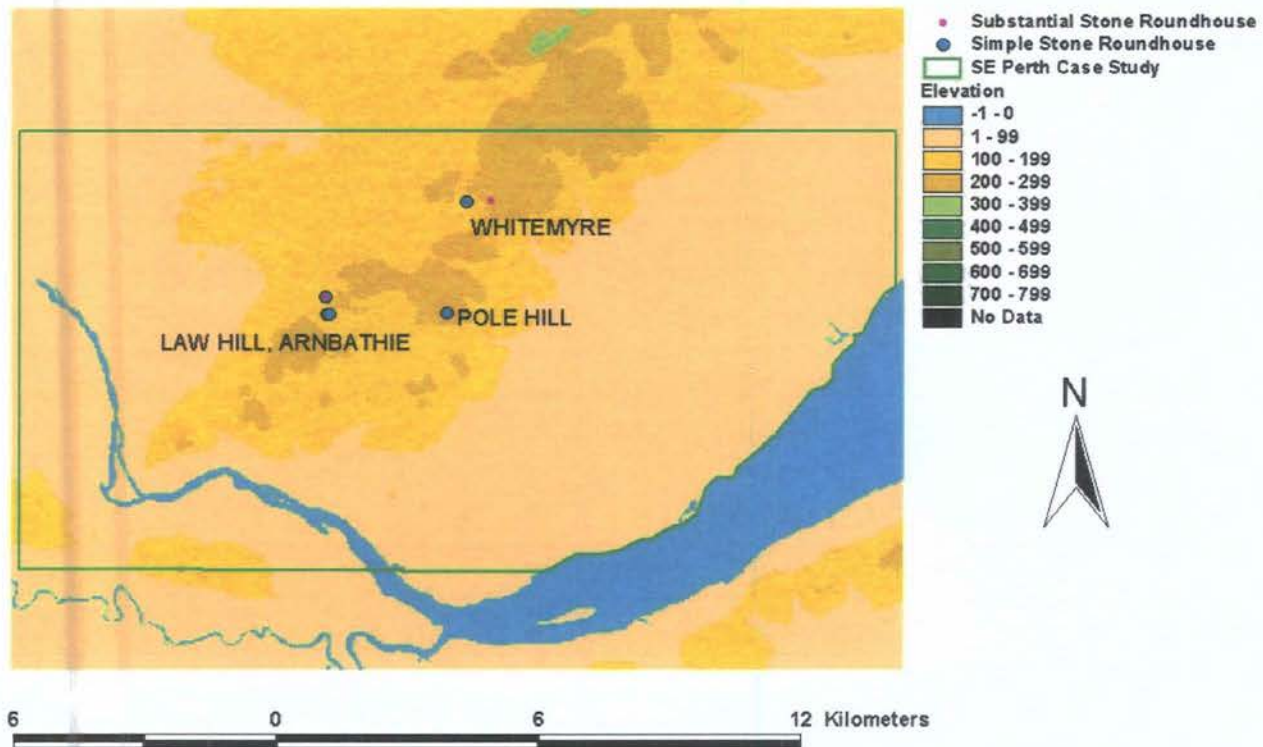 Substantial Stone Roundhouse
Simple Stone Roundhouse
SE Perth Case Study
Elevation
-1 - 0
1 - 99
100 - 199
200 - 299
300 - 399
400 - 499
500 - 599
600 - 699
700 - 799
No Data
WHITEMYRE
POLE HILL
LAW HILL, ARNBATHIE
N
6 0 6 12 Kilometers